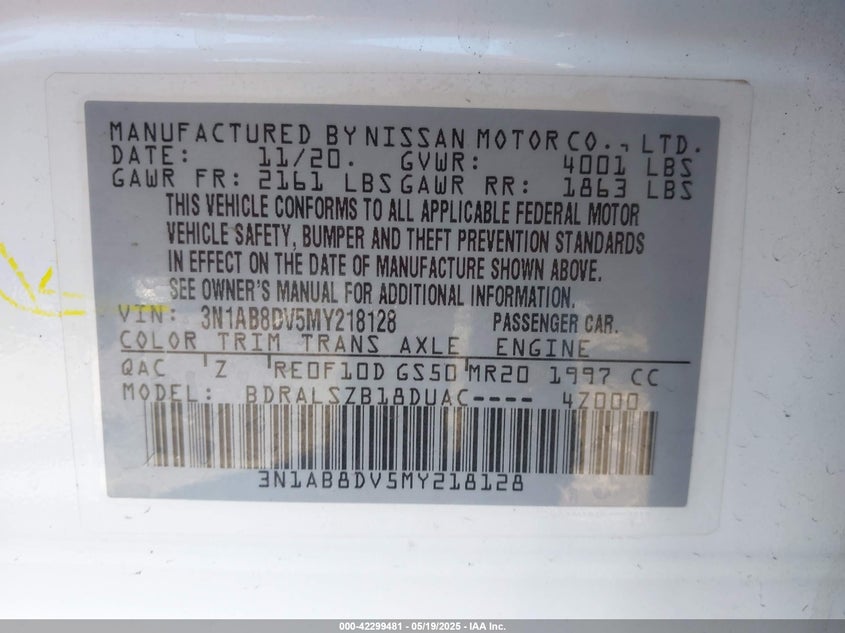 MANUFACTURED BY NISSAN MOTOR CO., LTD.
DATE: 11/20. GVWR: 4001 LBS
GAWR FR: 2161 LBS GAWR RR: 1863 LBS
THIS VEHICLE CONFORMS TO ALL APPLICABLE FEDERAL MOTOR
VEHICLE SAFETY, BUMPER AND THEFT PREVENTION STANDARDS
IN EFFECT ON THE DATE OF MANUFACTURE SHOWN ABOVE.
SEE OWNER'S MANUAL FOR ADDITIONAL INFORMATION.
VIN: 3N1AB8DV5MY218128 PASSENGER CAR.
COLOR TRIM TRANS AXLE ENGINE
QAC Z RE0F10D GS50 MR20 1997 CC
MODEL: BDRALSZB18DUAC---- 4Z000
3N1AB8DV5MY218128
000-42299481 - 05/19/2025 - IAA Inc.